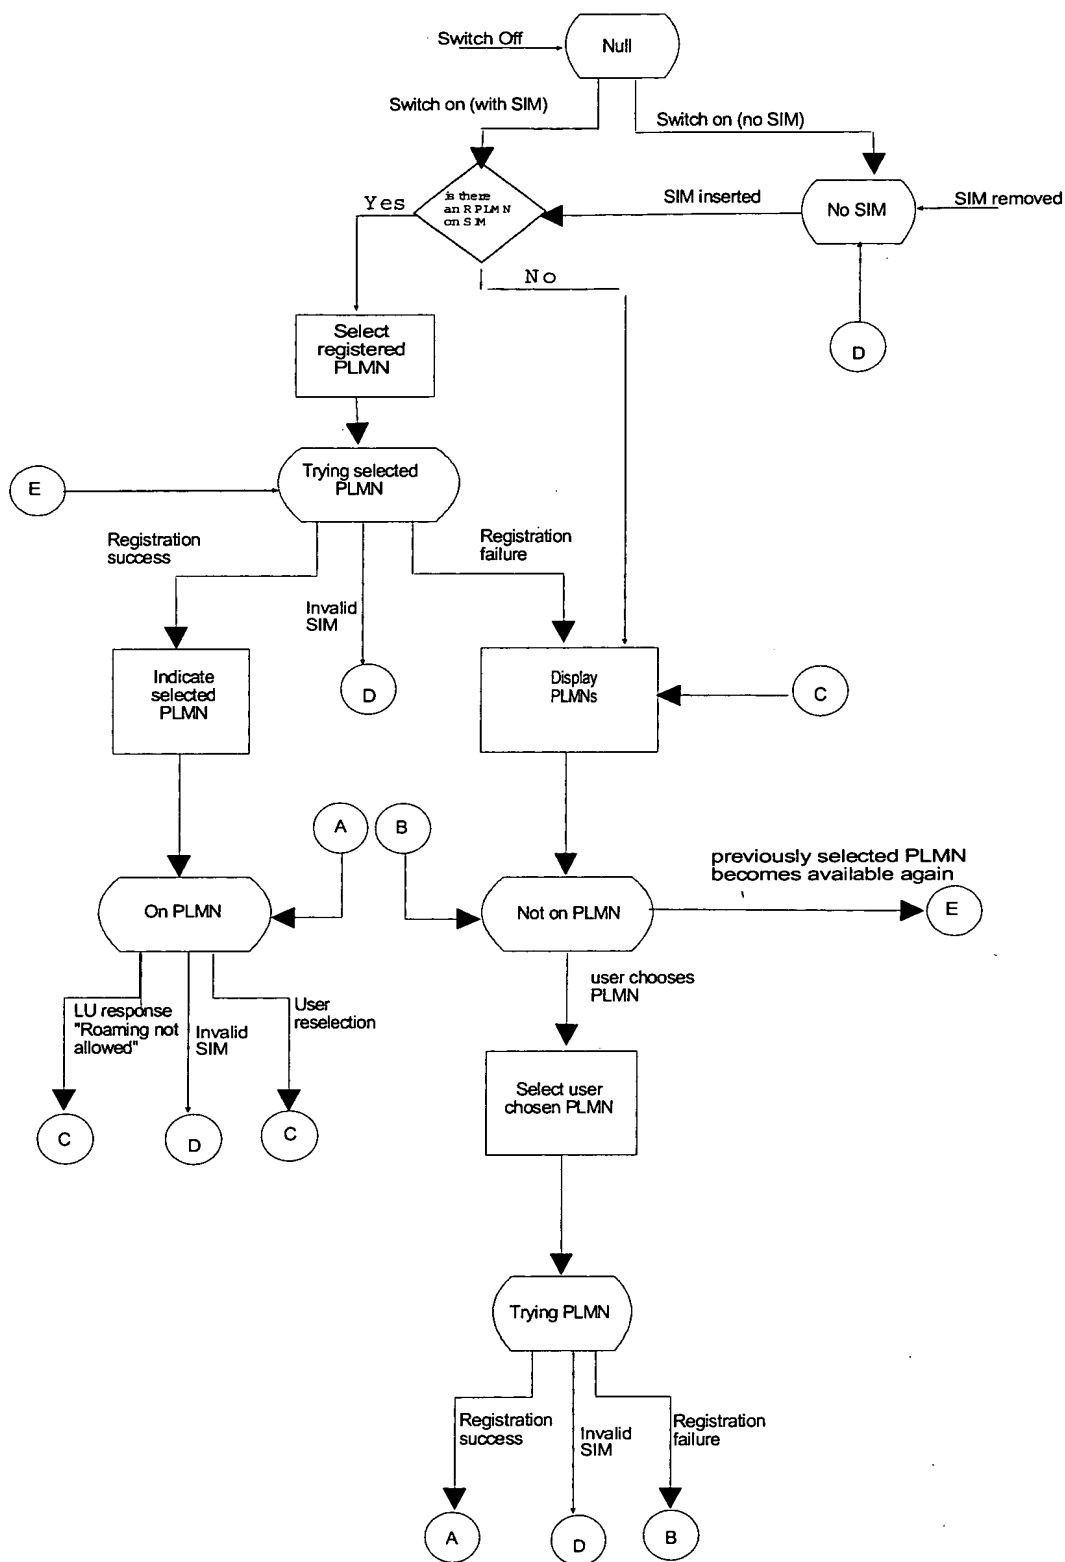 Switch Off
Null
Switch on (with SIM)
Switch on (no SIM)
Yes
is there
an RPLMN
on SIM
SIM inserted
No SIM
SIM removed
No
D
Select
registered
PLMN
Trying selected
PLMN
E
Registration
success
Invalid
SIM
Registration
failure
Indicate
selected
PLMN
D
Display
PLMNs
C
A
B
previously selected PLMN
becomes available again
On PLMN
Not on PLMN
E
LU response
"Roaming not
allowed"
Invalid
SIM
User
reselection
user chooses
PLMN
C
D
C
Select user
chosen PLMN
Trying PLMN
Registration
success
Invalid
SIM
Registration
failure
A
D
B